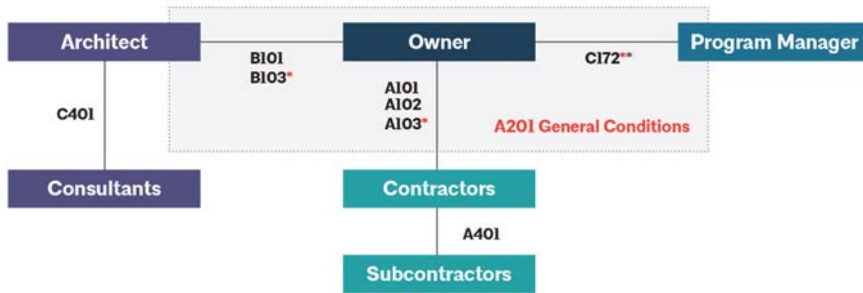 Architect
Owner
Program Manager
B101
B103*
C172**
A101
A102
A103*
C401
A201 General Conditions
Consultants
Contractors
A401
Subcontractors